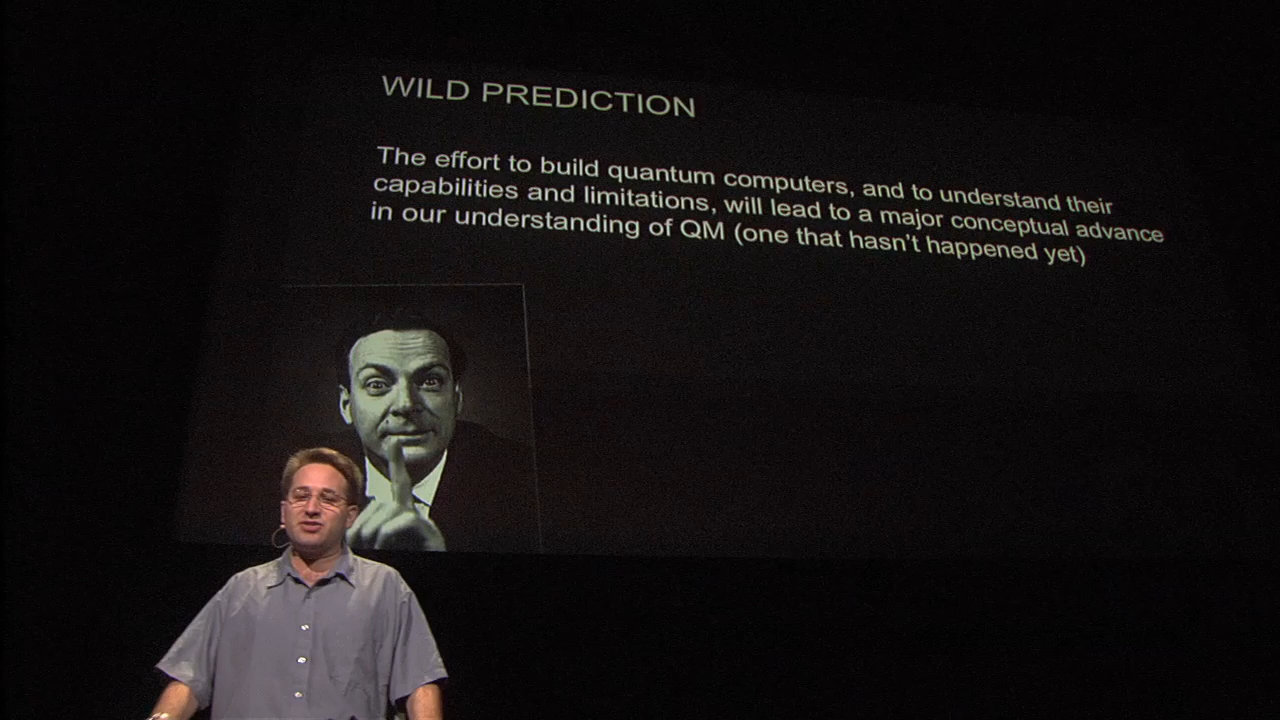 WILD PREDICTION
The effort to build quantum computers, and to understand their
capabilities and limitations, will lead to a major conceptual advance
in our understanding of QM (one that hasn't happened yet)